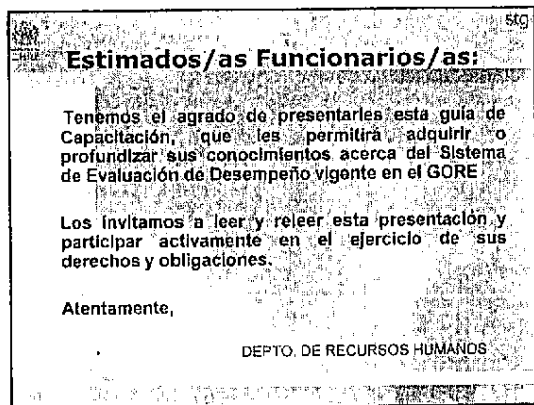 stg
Estimados/as Funcionarios/as:
Tenemos el agrado de presentarles esta guía de
Capacitación, que les permitirá adquirir o
profundizar sus conocimientos acerca del Sistema
de Evaluación de Desempeño vigente en el GORE
Los invitamos a leer y releer esta presentación y
participar activamente en el ejercicio de sus
derechos y obligaciones.
Atentamente,
DEPTO. DE RECURSOS HUMANOS